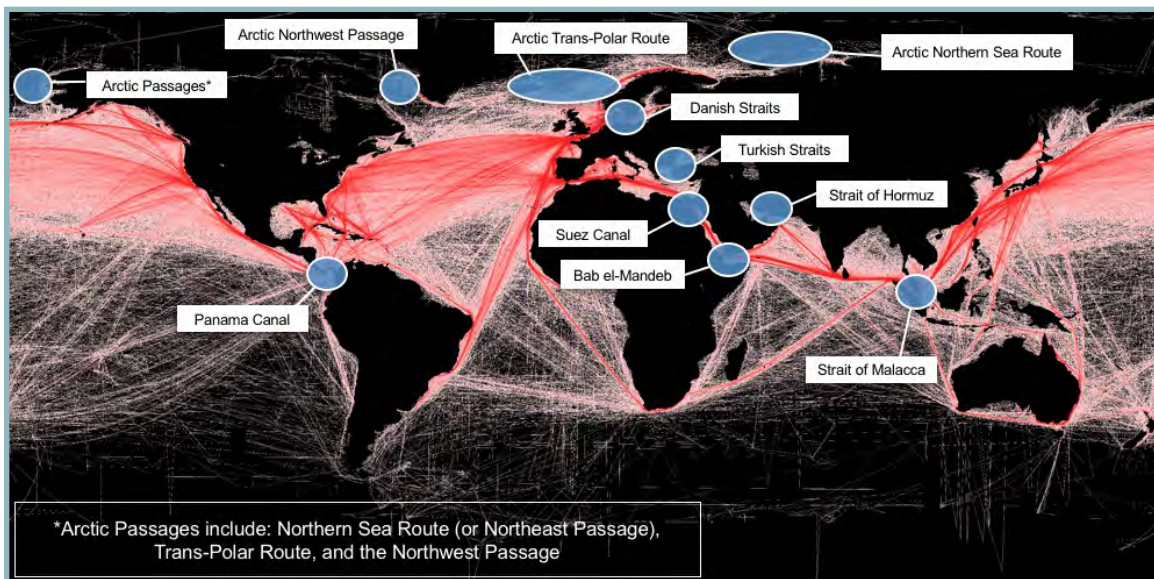 Arctic Northwest Passage
Arctic Trans-Polar Route
Arctic Northern Sea Route
Arctic Passages*
Danish Straits
Turkish Straits
Strait of Hormuz
Suez Canal
Bab el-Mandeb
Panama Canal
Strait of Malacca
*Arctic Passages include: Northern Sea Route (or Northeast Passage),
Trans-Polar Route, and the Northwest Passage